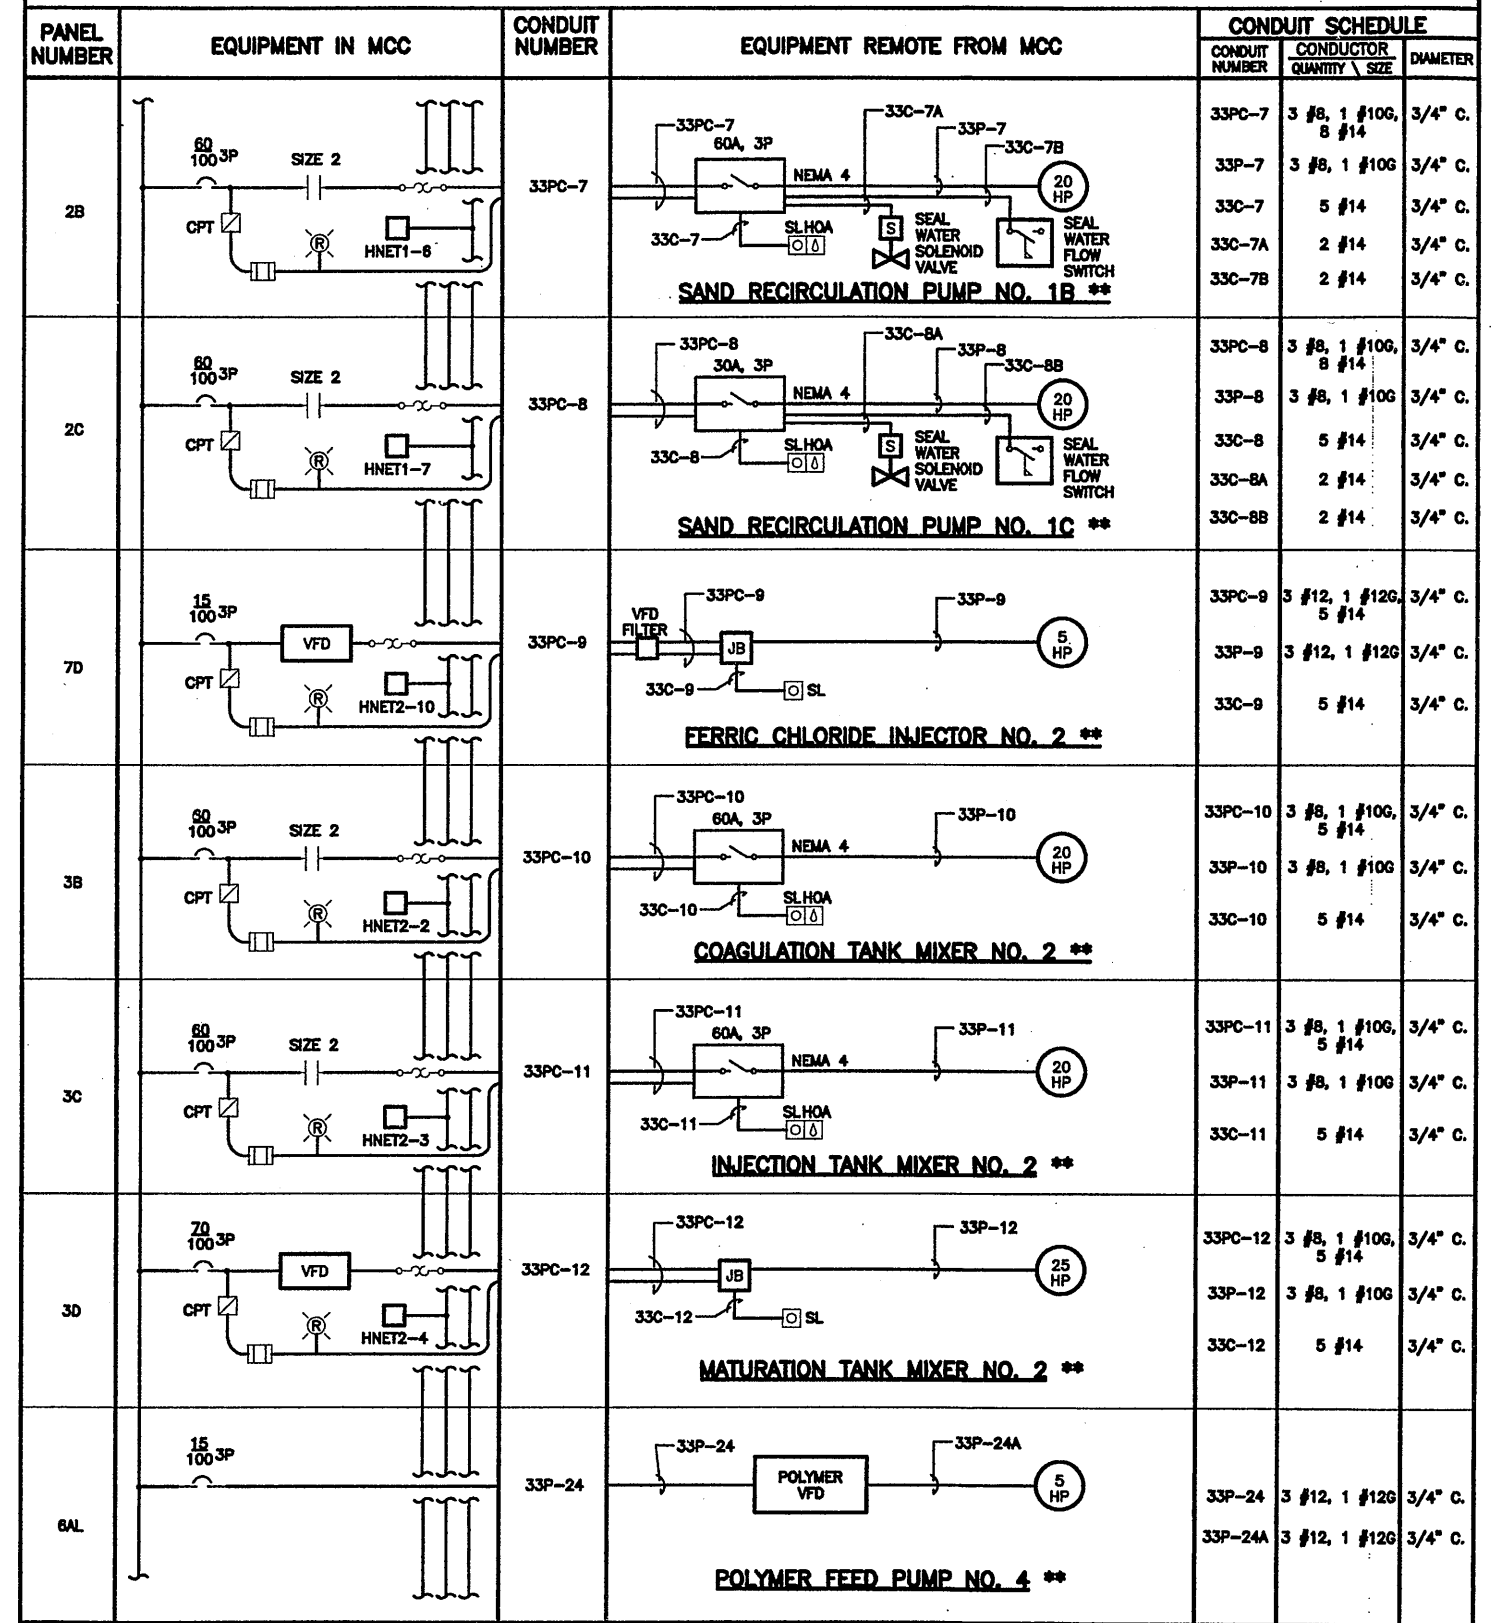 PANEL NUMBER
EQUIPMENT IN MCC
CONDUIT NUMBER
EQUIPMENT REMOTE FROM MCC
CONDUIT SCHEDULE
CONDUIT NUMBER
CONDUCTOR
QUANTITY \ SIZE
DIAMETER
2B
60
100 3P
SIZE 2
CPT
R
HNET1-6
33PC-7
33PC-7
60A, 3P
NEMA 4
33C-7A
33P-7
33C-7B
20 HP
33C-7
SLHOA
S
SEAL
WATER
SOLENOID
VALVE
SEAL
WATER
FLOW
SWITCH
SAND RECIRCULATION PUMP NO. 1B **
33PC-7 3 #8, 1 #10G, 3/4" C.
8 #14
33P-7 3 #8, 1 #10G 3/4" C.
33C-7 5 #14 3/4" C.
33C-7A 2 #14 3/4" C.
33C-7B 2 #14 3/4" C.
2C
60
100 3P
SIZE 2
CPT
R
HNET1-7
33PC-8
33PC-8
30A, 3P
NEMA 4
33C-8A
33P-8
33C-8B
20 HP
33C-8
SLHOA
S
SEAL
WATER
SOLENOID
VALVE
SEAL
WATER
FLOW
SWITCH
SAND RECIRCULATION PUMP NO. 1C **
33PC-8 3 #8, 1 #10G, 3/4" C.
8 #14
33P-8 3 #8, 1 #10G 3/4" C.
33C-8 5 #14 3/4" C.
33C-8A 2 #14 3/4" C.
33C-8B 2 #14 3/4" C.
7D
15
100 3P
VFD
CPT
R
HNET2-10
33PC-9
VFD
FILTER
33PC-9
JB
33P-9
5 HP
33C-9
SL
FERRIC CHLORIDE INJECTOR NO. 2 **
33PC-9 3 #12, 1 #12G, 3/4" C.
5 #14
33P-9 3 #12, 1 #12G 3/4" C.
33C-9 5 #14 3/4" C.
3B
60
100 3P
SIZE 2
CPT
R
HNET2-2
33PC-10
33PC-10
60A, 3P
NEMA 4
33P-10
20 HP
33C-10
SLHOA
COAGULATION TANK MIXER NO. 2 **
33PC-10 3 #8, 1 #10G, 3/4" C.
5 #14
33P-10 3 #8, 1 #10G 3/4" C.
33C-10 5 #14 3/4" C.
3C
60
100 3P
SIZE 2
CPT
R
HNET2-3
33PC-11
33PC-11
60A, 3P
NEMA 4
33P-11
20 HP
33C-11
SLHOA
INJECTION TANK MIXER NO. 2 **
33PC-11 3 #8, 1 #10G, 3/4" C.
5 #14
33P-11 3 #8, 1 #10G 3/4" C.
33C-11 5 #14 3/4" C.
3D
70
100 3P
VFD
CPT
R
HNET2-4
33PC-12
33PC-12
JB
33P-12
25 HP
33C-12
SL
MATURATION TANK MIXER NO. 2 **
33PC-12 3 #8, 1 #10G, 3/4" C.
5 #14
33P-12 3 #8, 1 #10G 3/4" C.
33C-12 5 #14 3/4" C.
6AL
15
100 3P
33P-24
33P-24
POLYMER
VFD
33P-24A
5 HP
POLYMER FEED PUMP NO. 4 **
33P-24 3 #12, 1 #12G 3/4" C.
33P-24A 3 #12, 1 #12G 3/4" C.